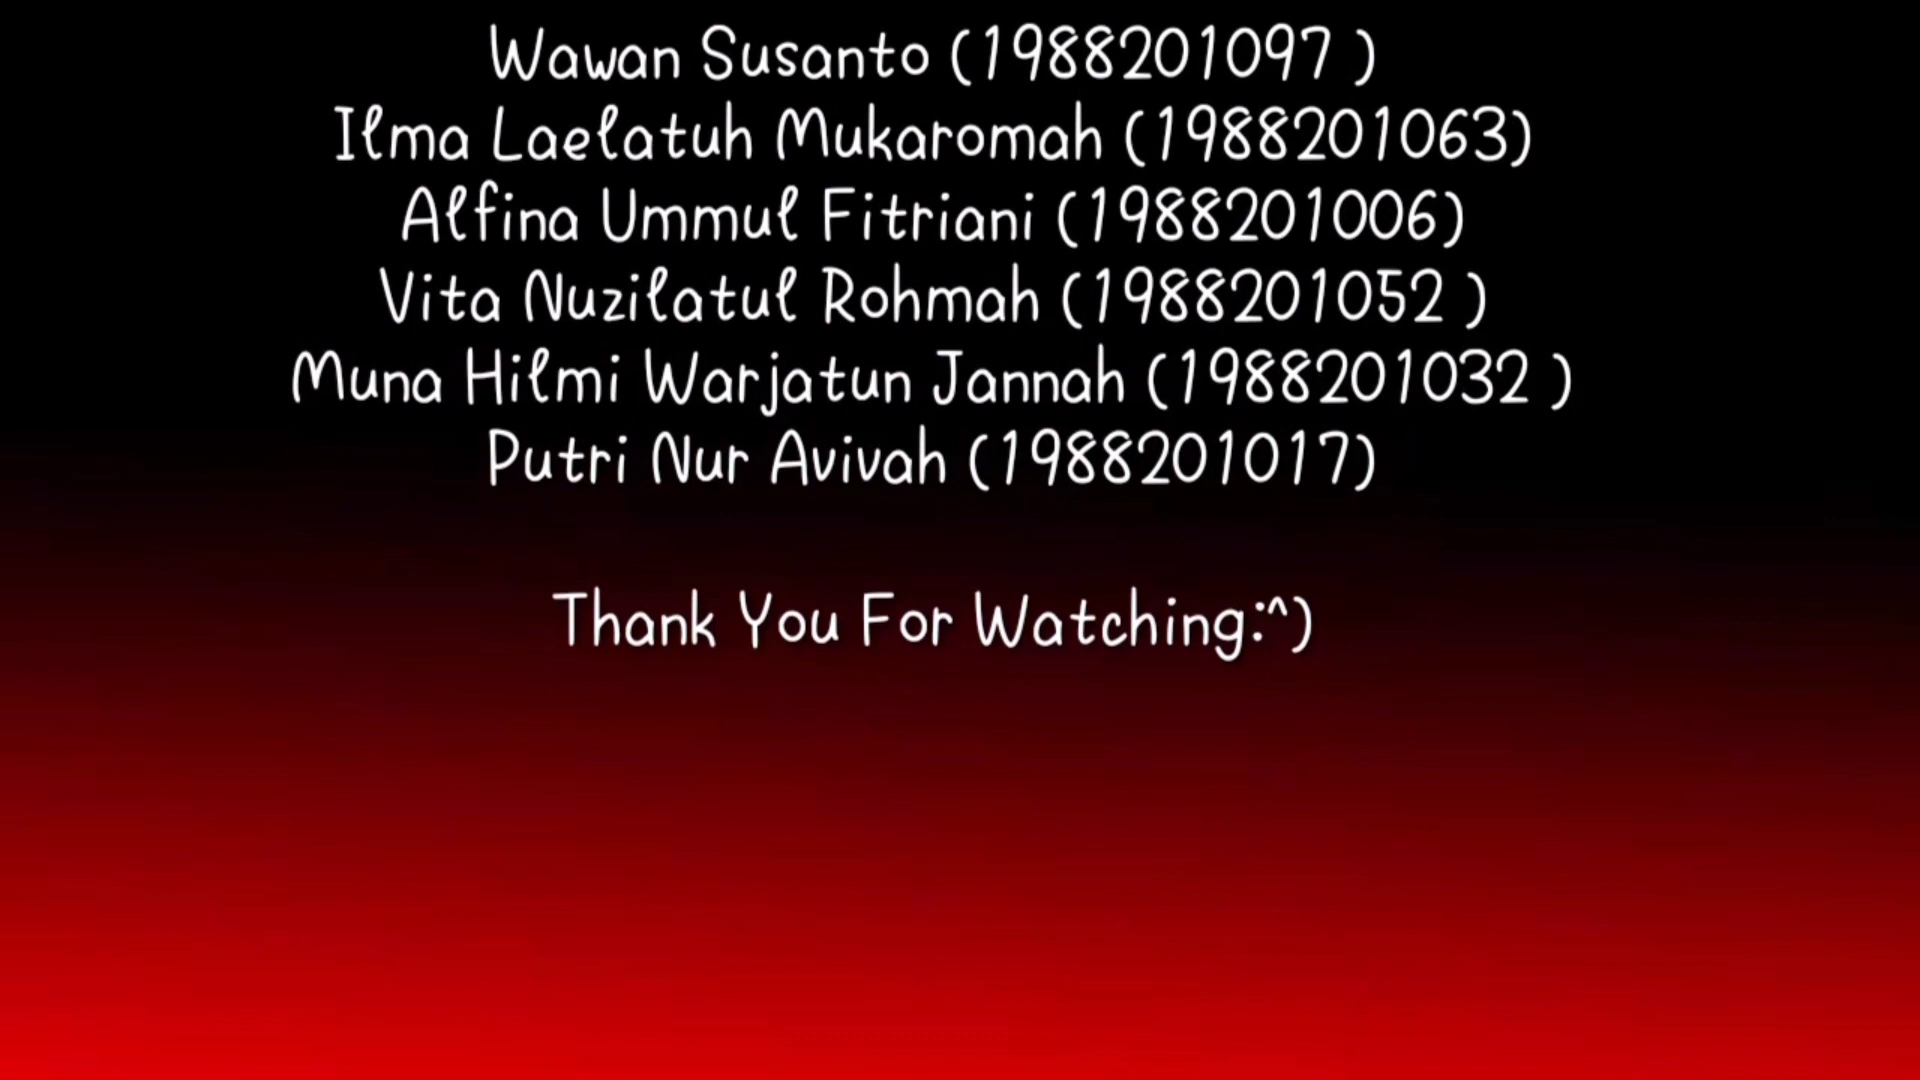 Wawan Susanto (1988201097 )
Ilma Laelatuh Mukaromah (1988201063)
Alfina Ummul Fitriani (1988201006)
Vita Nuzilatul Rohmah (1988201052 )
Muna Hilmi Warjatun Jannah (1988201032 )
Putri Nur Avivah (1988201017)
Thank You For Watching:^)